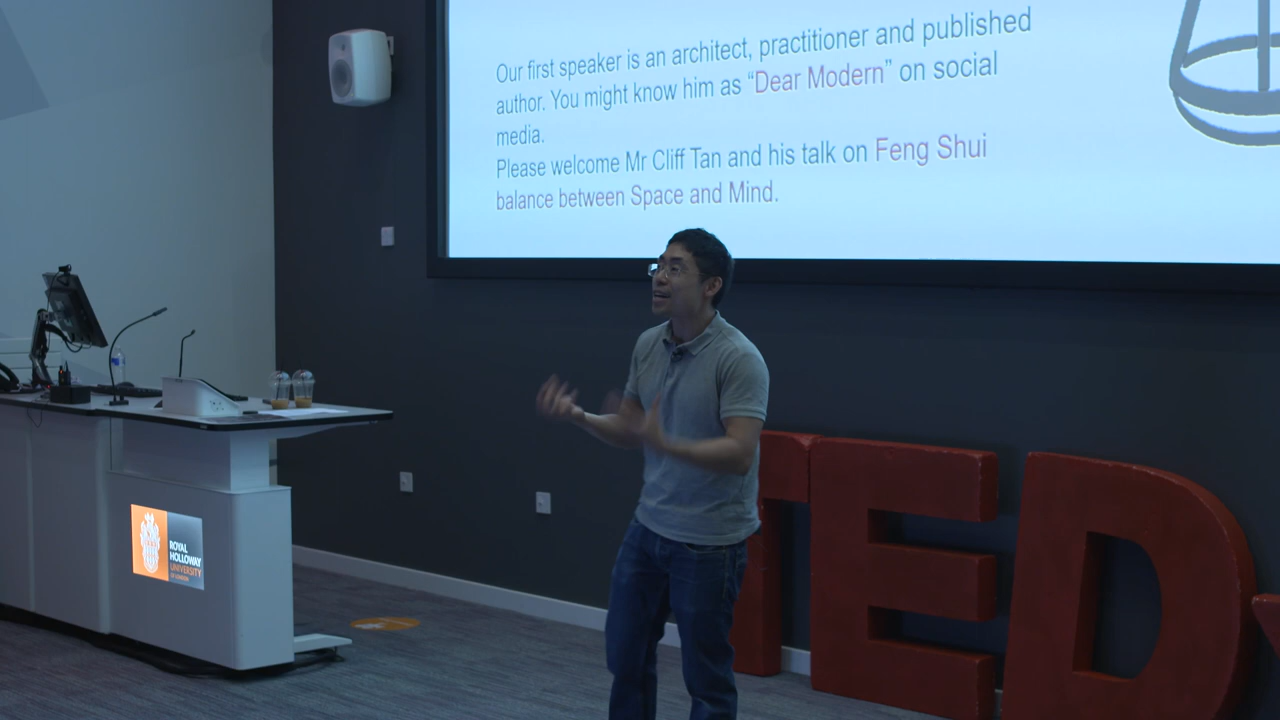 Our first speaker is an architect, practitioner and published
author. You might know him as “Dear Modern” on social
media.
Please welcome Mr Cliff Tan and his talk on Feng Shui
balance between Space and Mind.
ROYAL
HOLLOWAY
UNIVERSITY
OF LONDON
TED